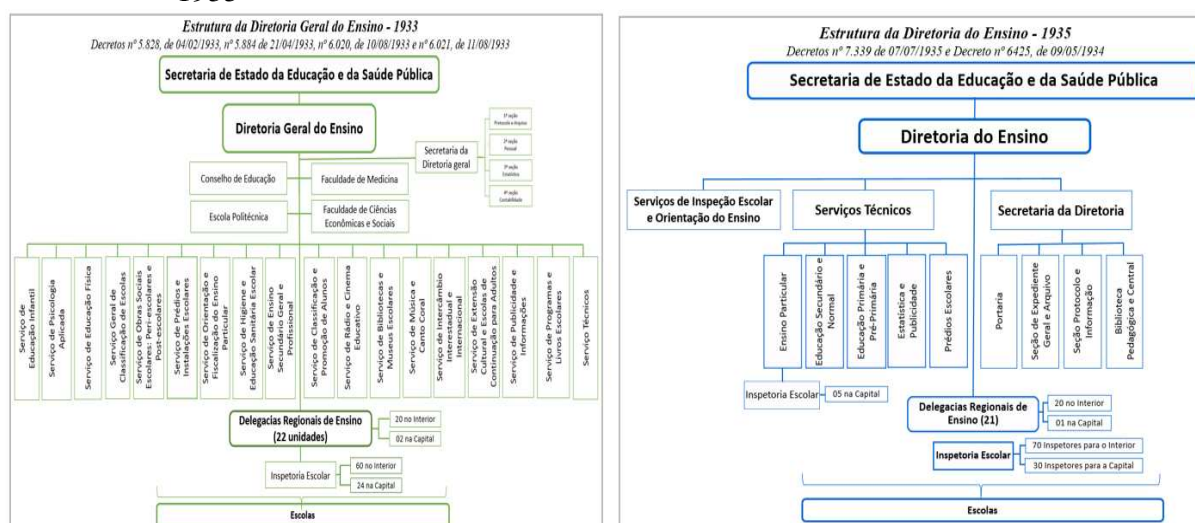 1933
Estrutura da Diretoria Geral do Ensino - 1933
Decretos nº 5.828, de 04/02/1933, nº 5.884 de 21/04/1933, nº 6.020, de 10/08/1933 e nº 6.021, de 11/08/1933
Secretaria de Estado da Educação e da Saúde Pública
Diretoria Geral do Ensino
Secretaria da
Diretoria geral
1ª seção
Protocolo e Arquivo
2ª seção
Pessoal
3ª seção
Estatística
4ª seção
Contabilidade
Conselho de Educação
Faculdade de Medicina
Escola Politécnica
Faculdade de Ciências
Econômicas e Sociais
Serviço de
Educação Infantil
Serviço de Psicologia
Aplicada
Serviço de Educação Física
Serviço Geral de
Classificação de Escolas
Serviço de Obras Sociais
Escolares: Peri-escolares e
Post-escolares
Serviço de Prédios e
Instalações Escolares
Serviço de Orientação e
Fiscalização do Ensino
Particular
Serviço de Higiene e
Educação Sanitária Escolar
Serviço de Ensino
Secundário Geral e
Profissional
Serviço de Classificação e
Promoção de Alunos
Serviço de Rádio e Cinema
Educativo
Serviço de Bibliotecas e
Museus Escolares
Serviço de Música e
Canto Coral
Serviço de Intercâmbio
Interestadual e
Internacional
Serviço de Extensão
Cultural e Escolas de
Continuação para Adultos
Serviço de Publicidade e
Informações
Serviço de Programas e
Livros Escolares
Serviço Técnicos
Delegacias Regionais de Ensino
(22 unidades)
20 no Interior
02 na Capital
Inspetoria Escolar
60 no Interior
24 na Capital
Escolas
Estrutura da Diretoria do Ensino - 1935
Decretos nº 7.339 de 07/07/1935 e Decreto nº 6425, de 09/05/1934
Secretaria de Estado da Educação e da Saúde Pública
Diretoria do Ensino
Serviços de Inspeção Escolar
e Orientação do Ensino
Serviços Técnicos
Secretaria da Diretoria
Ensino Particular
Educação Secundário e
Normal
Educação Primária e
Pré-Primária
Estatística e
Publicidade
Prédios Escolares
Portaria
Seção de Expediente
Geral e Arquivo
Seção Protocolo e
Informação
Biblioteca
Pedagógica e Central
Inspetoria Escolar
05 na Capital
Delegacias Regionais de
Ensino (21)
20 no Interior
01 na Capital
Inspetoria Escolar
70 Inspetores para o Interior
30 Inspetores para a Capital
Escolas